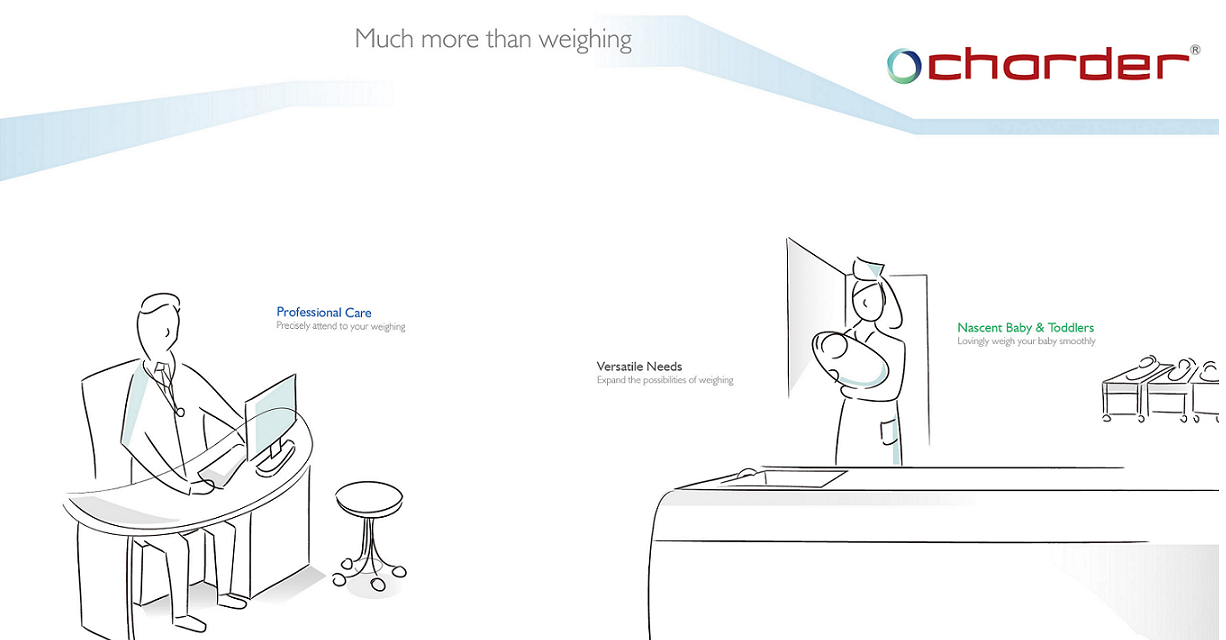 Much more than weighing
charder®
Professional Care
Precisely attend to your weighing
Nascent Baby & Toddlers
Lovingly weigh your baby smoothly
Versatile Needs
Expand the possibilities of weighing